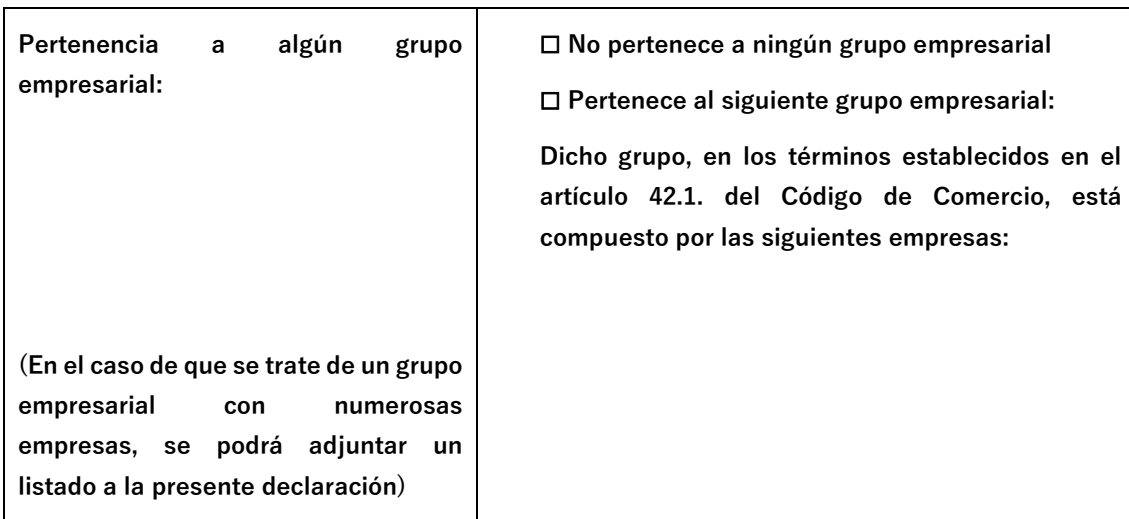 Pertenencia a algún grupo
empresarial:
(En el caso de que se trate de un grupo
empresarial con numerosas
empresas, se podrá adjuntar un
listado a la presente declaración)
☐ No pertenece a ningún grupo empresarial
☐ Pertenece al siguiente grupo empresarial:
Dicho grupo, en los términos establecidos en el
artículo 42.1. del Código de Comercio, está
compuesto por las siguientes empresas: